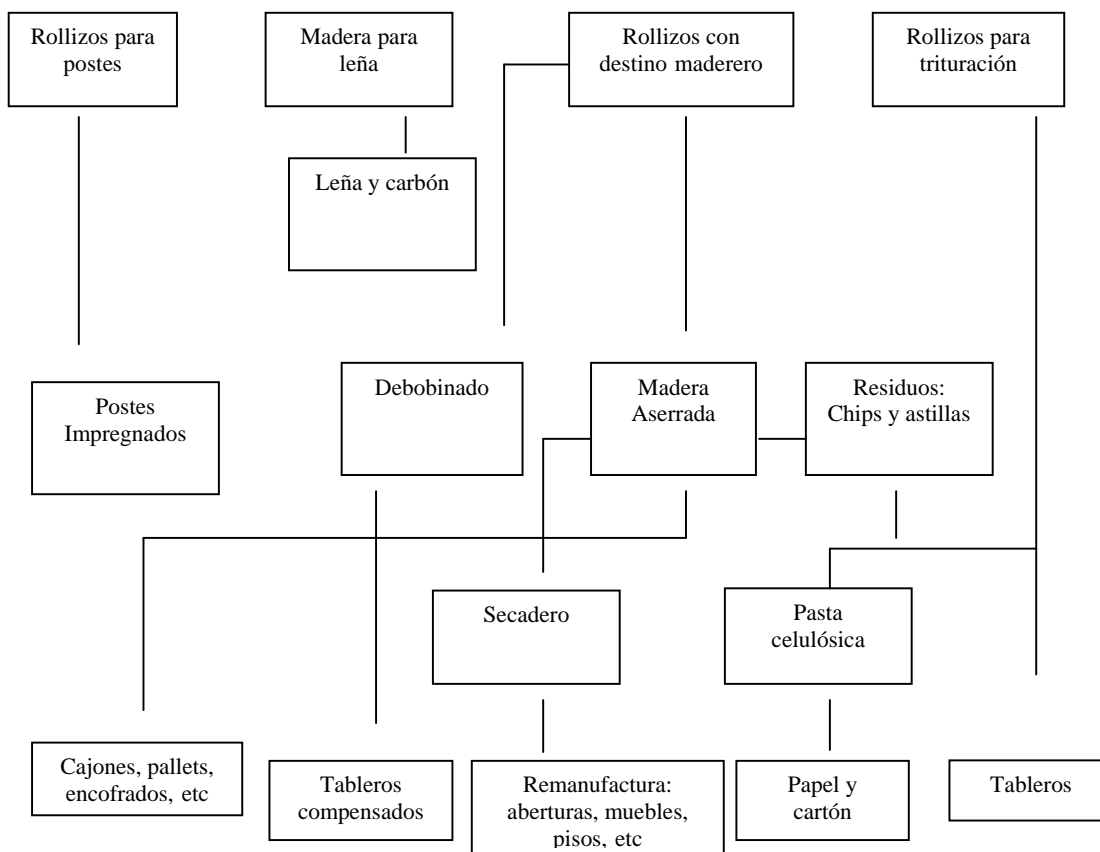 Rollizos para
postes
Madera para
leña
Rollizos con
destino maderero
Rollizos para
trituración
Leña y carbón
Postes
Impregnados
Debobinado
Madera
Aserrada
Residuos:
Chips y astillas
Secadero
Pasta
celulósica
Cajones, pallets,
encofrados, etc
Tableros
compensados
Remanufactura:
aberturas, muebles,
pisos, etc
Papel y
cartón
Tableros